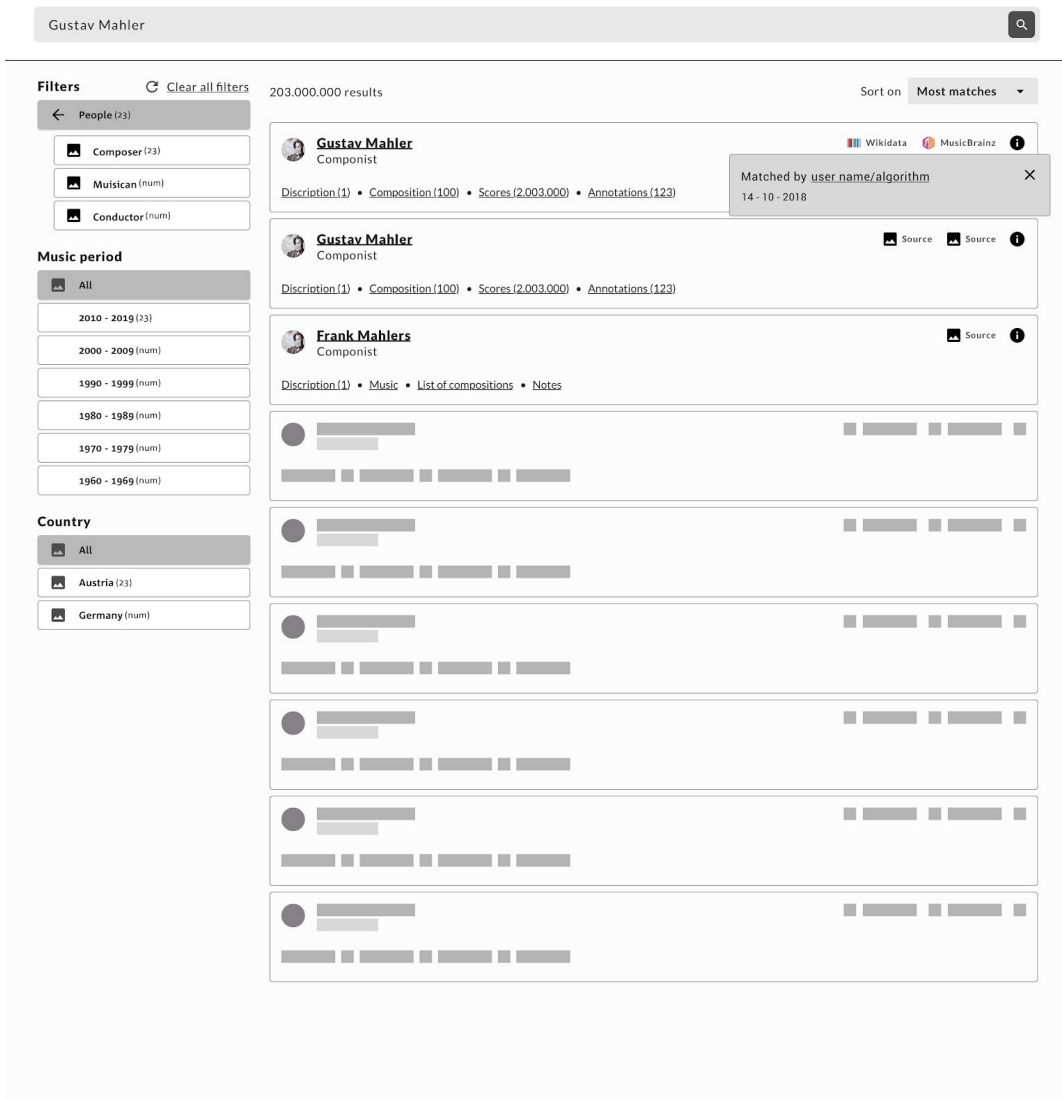 Gustav Mahler
Filters
Clear all filters
People (23)
Composer (23)
Muisican (num)
Conductor (num)
Music period
All
2010 - 2019 (23)
2000 - 2009 (num)
1990 - 1999 (num)
1980 - 1989 (num)
1970 - 1979 (num)
1960 - 1969 (num)
Country
All
Austria (23)
Germany (num)
203.000.000 results
Sort on Most matches
Gustav Mahler
Componist
Wikidata MusicBrainz
Matched by user name/algorithm
14 - 10 - 2018
Discription (1) • Composition (100) • Scores (2.003.000) • Annotations (123)
Gustav Mahler
Componist
Source Source
Discription (1) • Composition (100) • Scores (2.003.000) • Annotations (123)
Frank Mahlers
Componist
Source
Discription (1) • Music • List of compositions • Notes